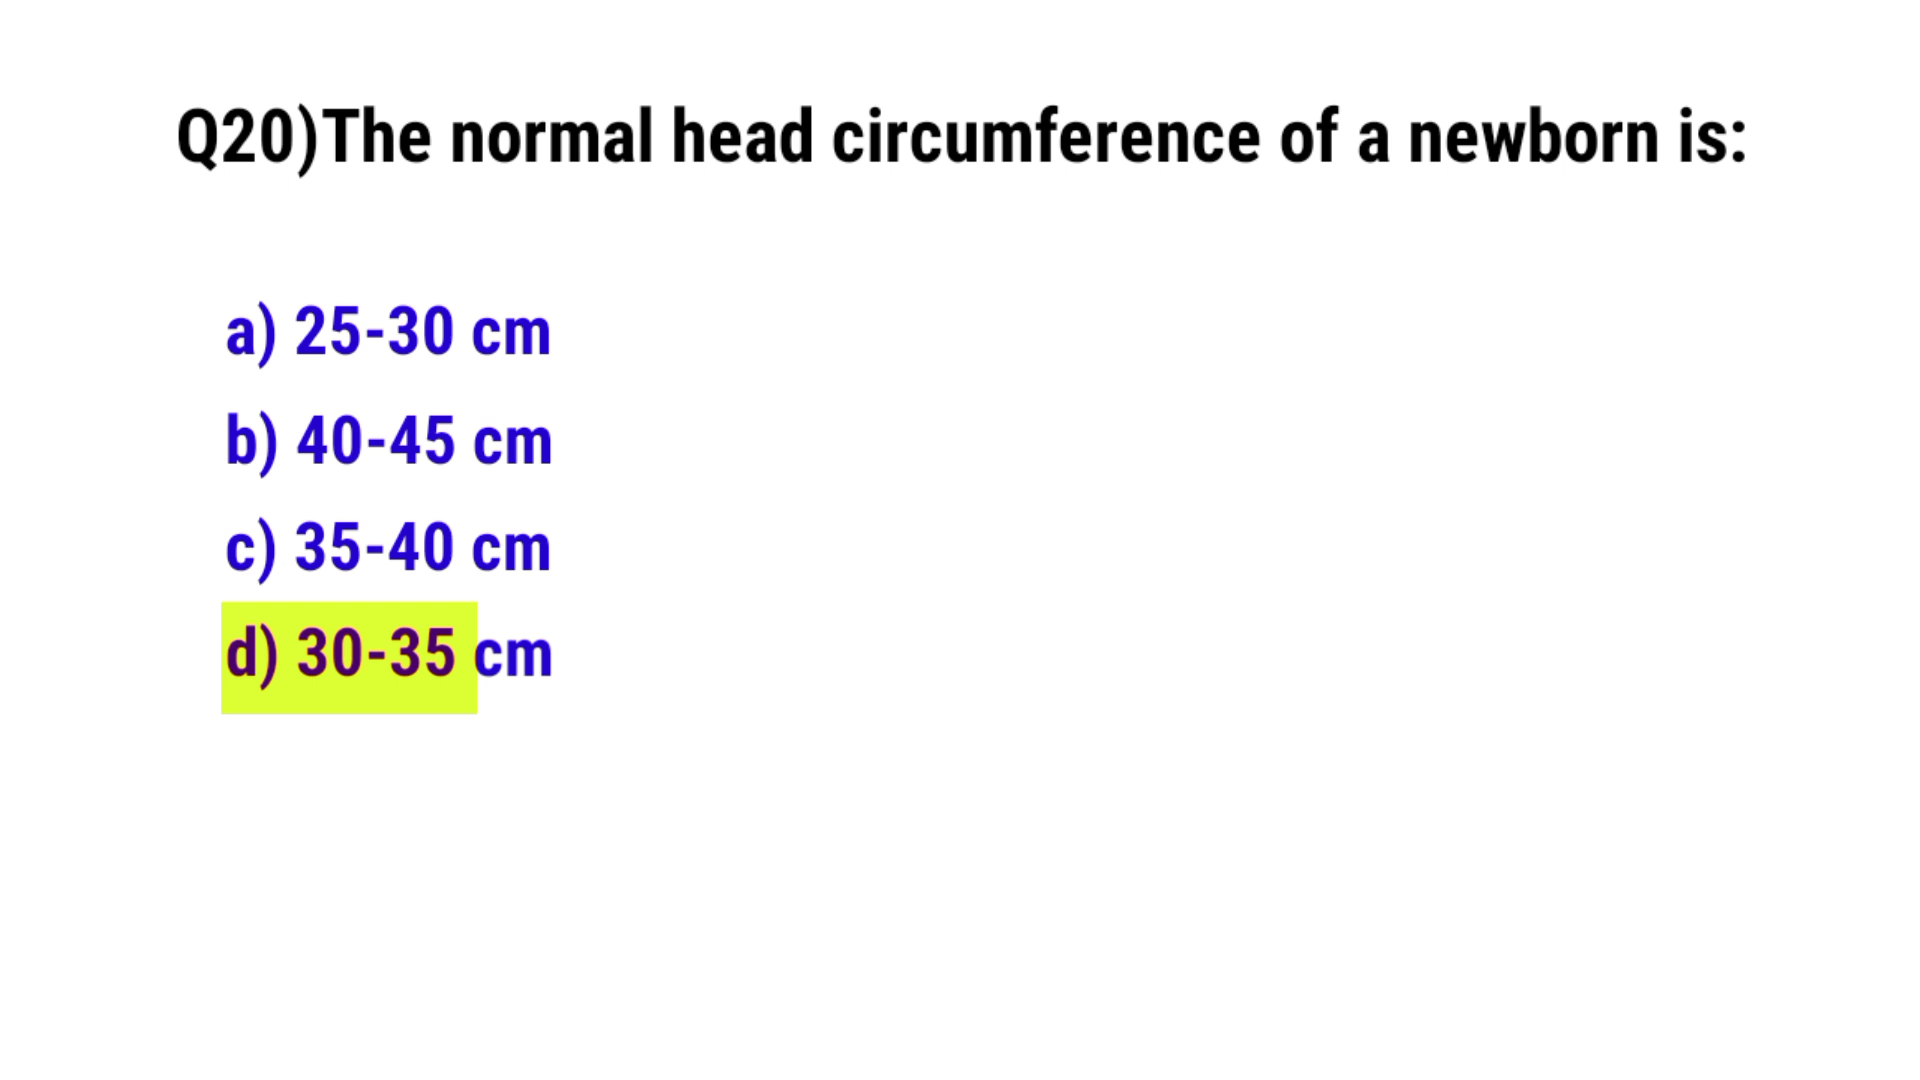 Q20)The normal head circumference of a newborn is:
a) 25-30 cm
b) 40-45 cm
c) 35-40 cm
d) 30-35 cm